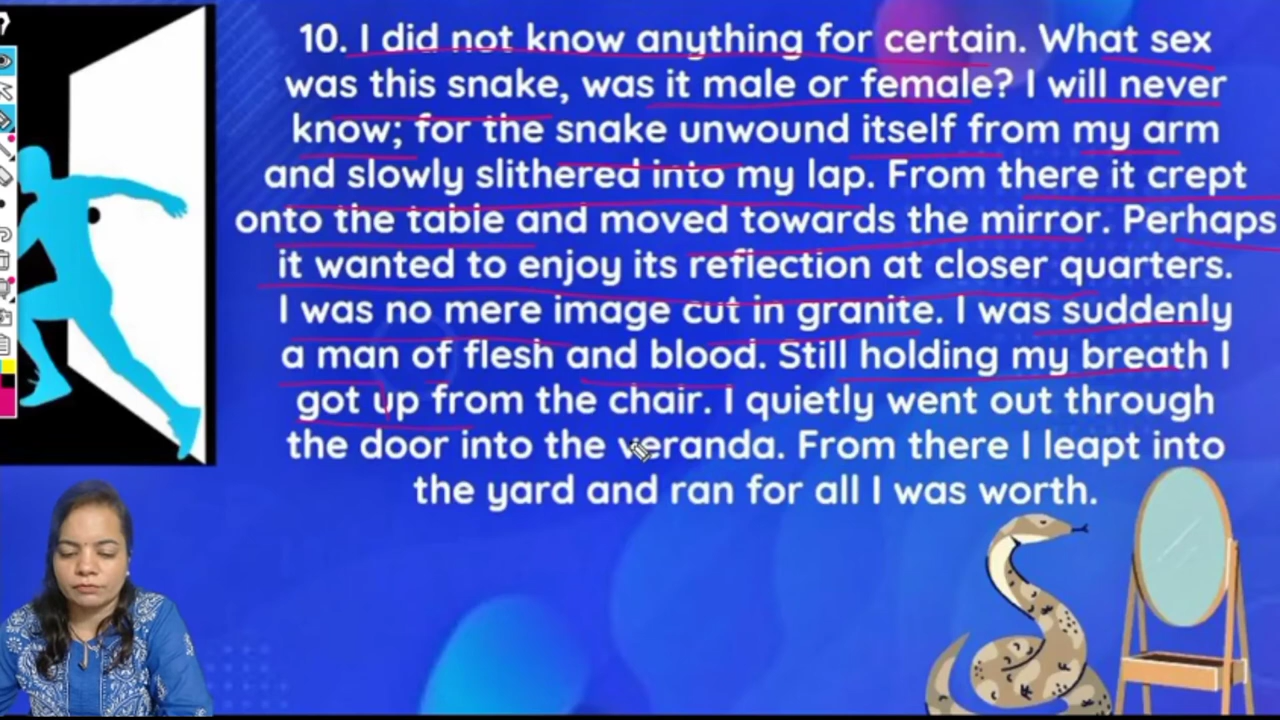 10. I did not know anything for certain. What sex
was this snake, was it male or female? I will never
know; for the snake unwound itself from my arm
and slowly slithered into my lap. From there it crept
onto the table and moved towards the mirror. Perhaps
it wanted to enjoy its reflection at closer quarters.
I was no mere image cut in granite. I was suddenly
a man of flesh and blood. Still holding my breath I
got up from the chair. I quietly went out through
the door into the veranda. From there I leapt into
the yard and ran for all I was worth.